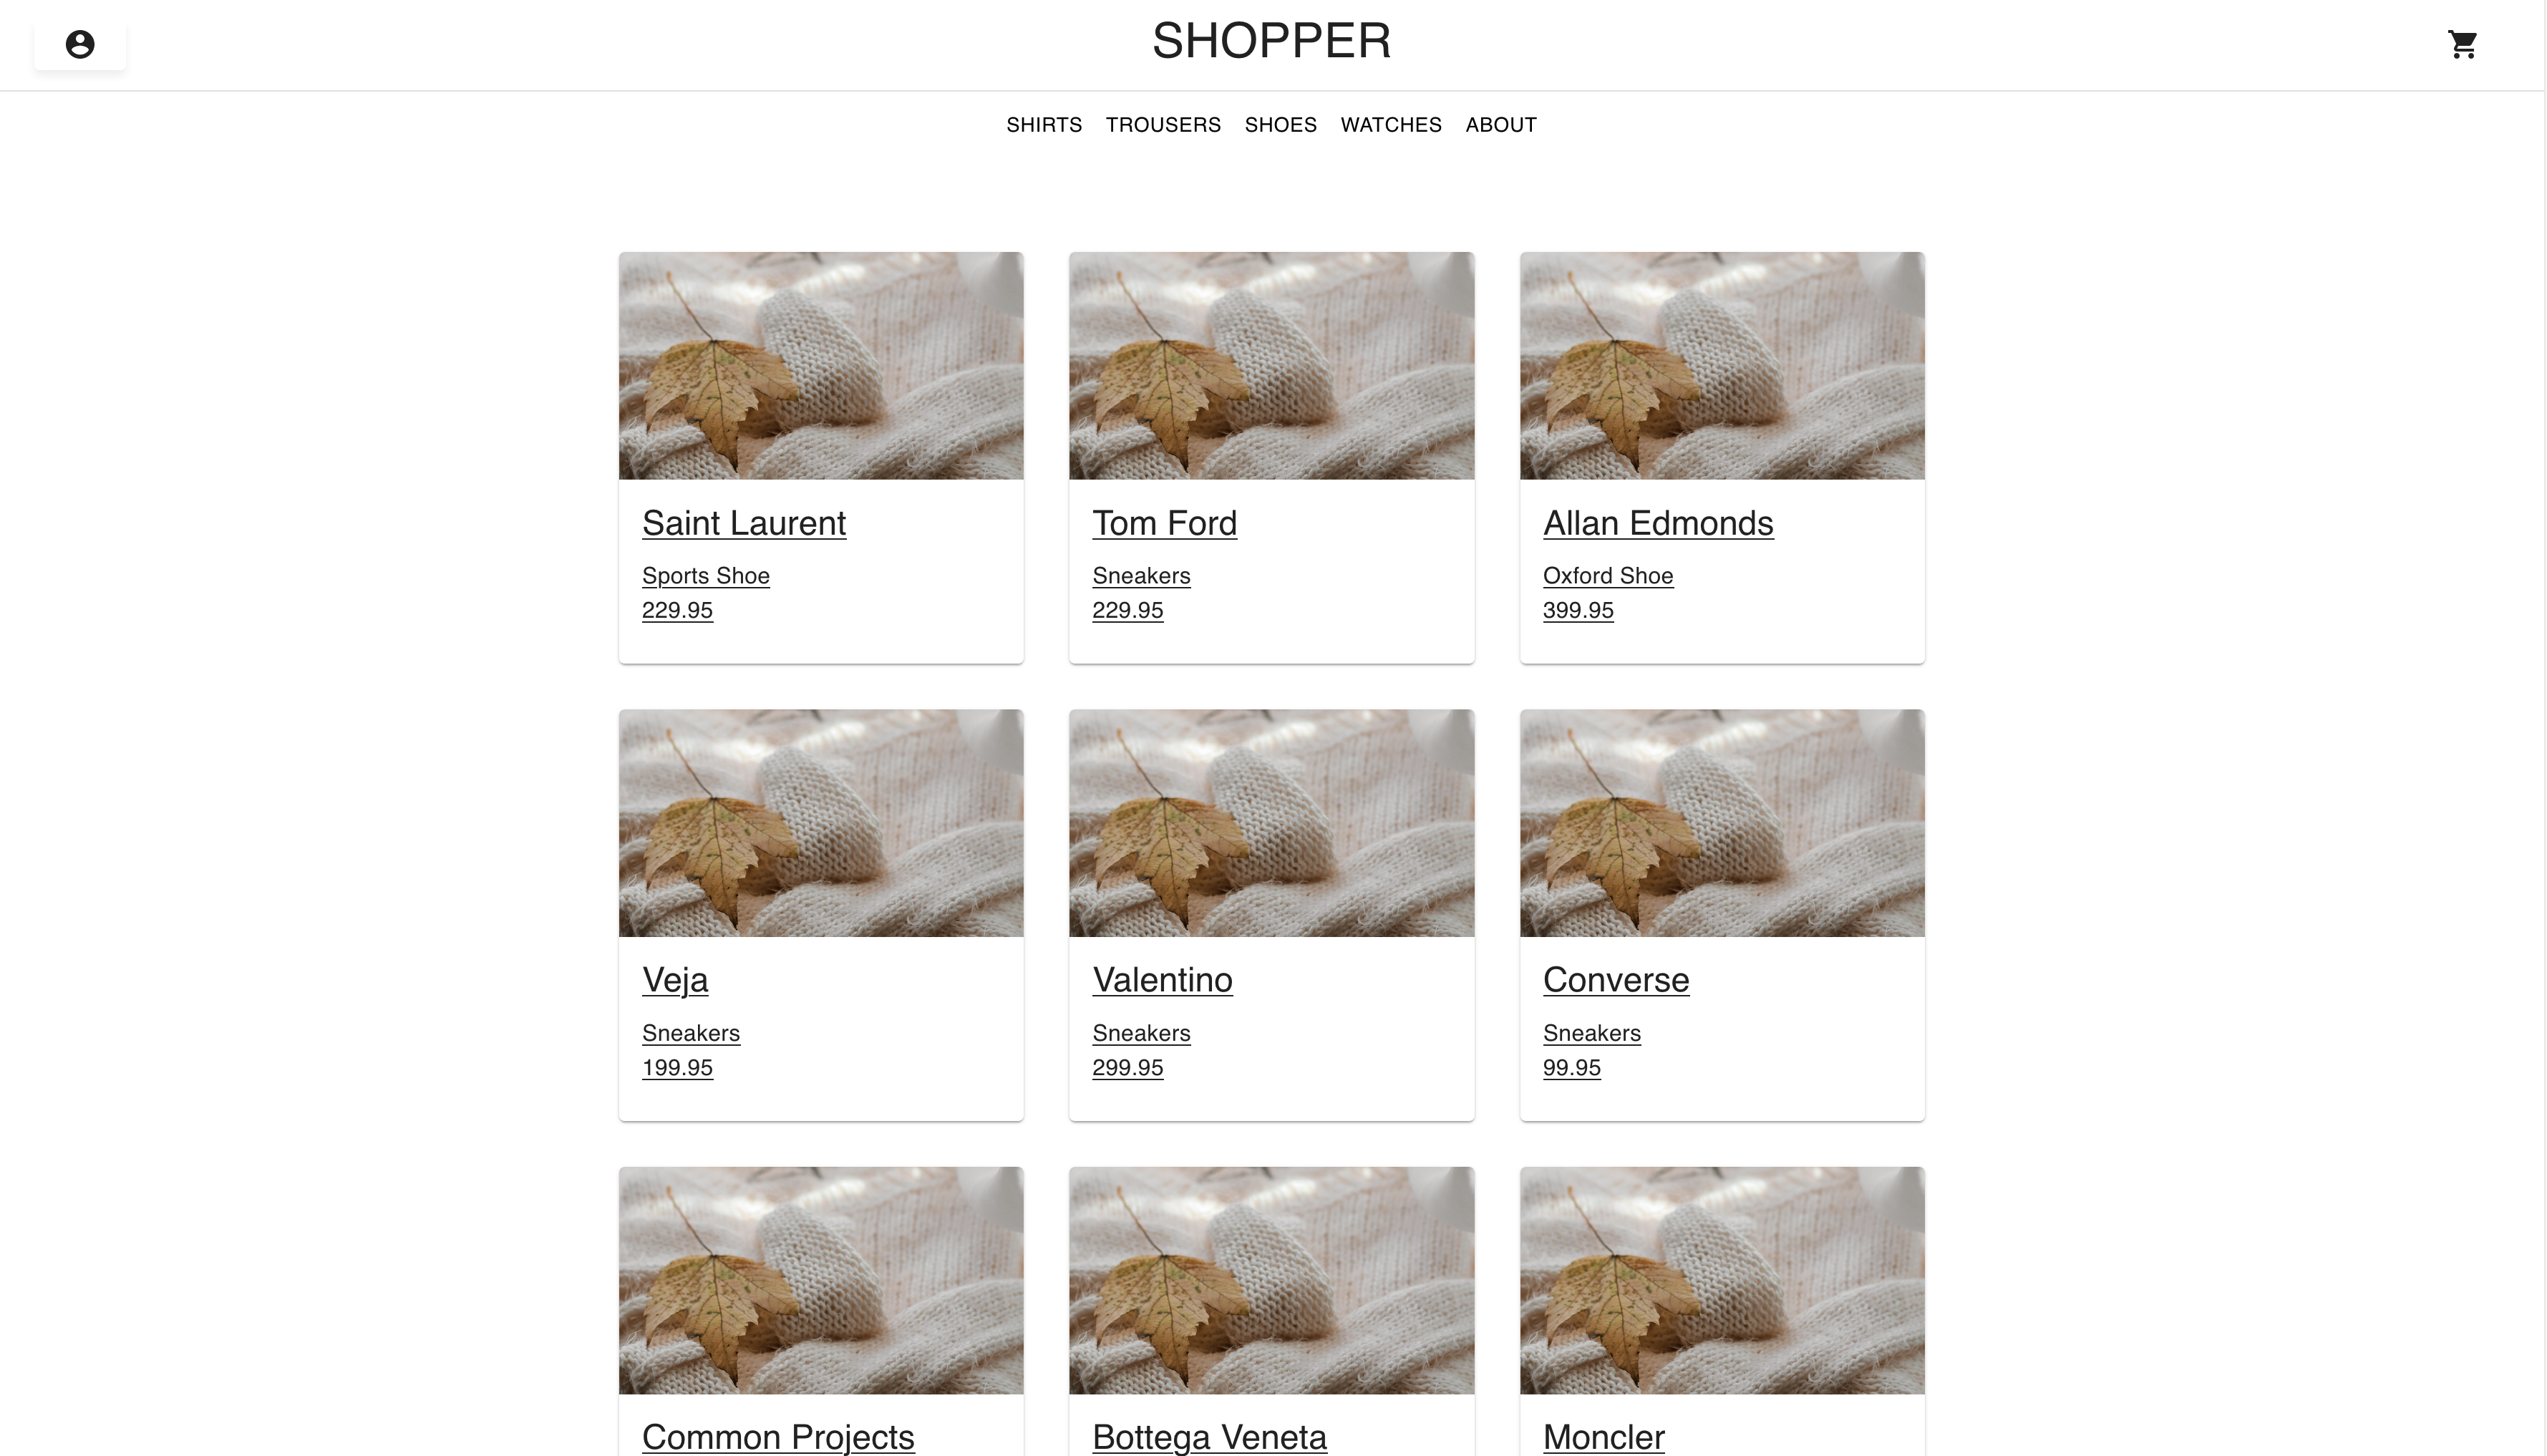 SHOPPER
SHIRTS TROUSERS SHOES WATCHES ABOUT
Saint Laurent
Sports Shoe
229.95
Tom Ford
Sneakers
229.95
Allan Edmonds
Oxford Shoe
399.95
Veja
Sneakers
199.95
Valentino
Sneakers
299.95
Converse
Sneakers
99.95
Common Projects
Bottega Veneta
Moncler